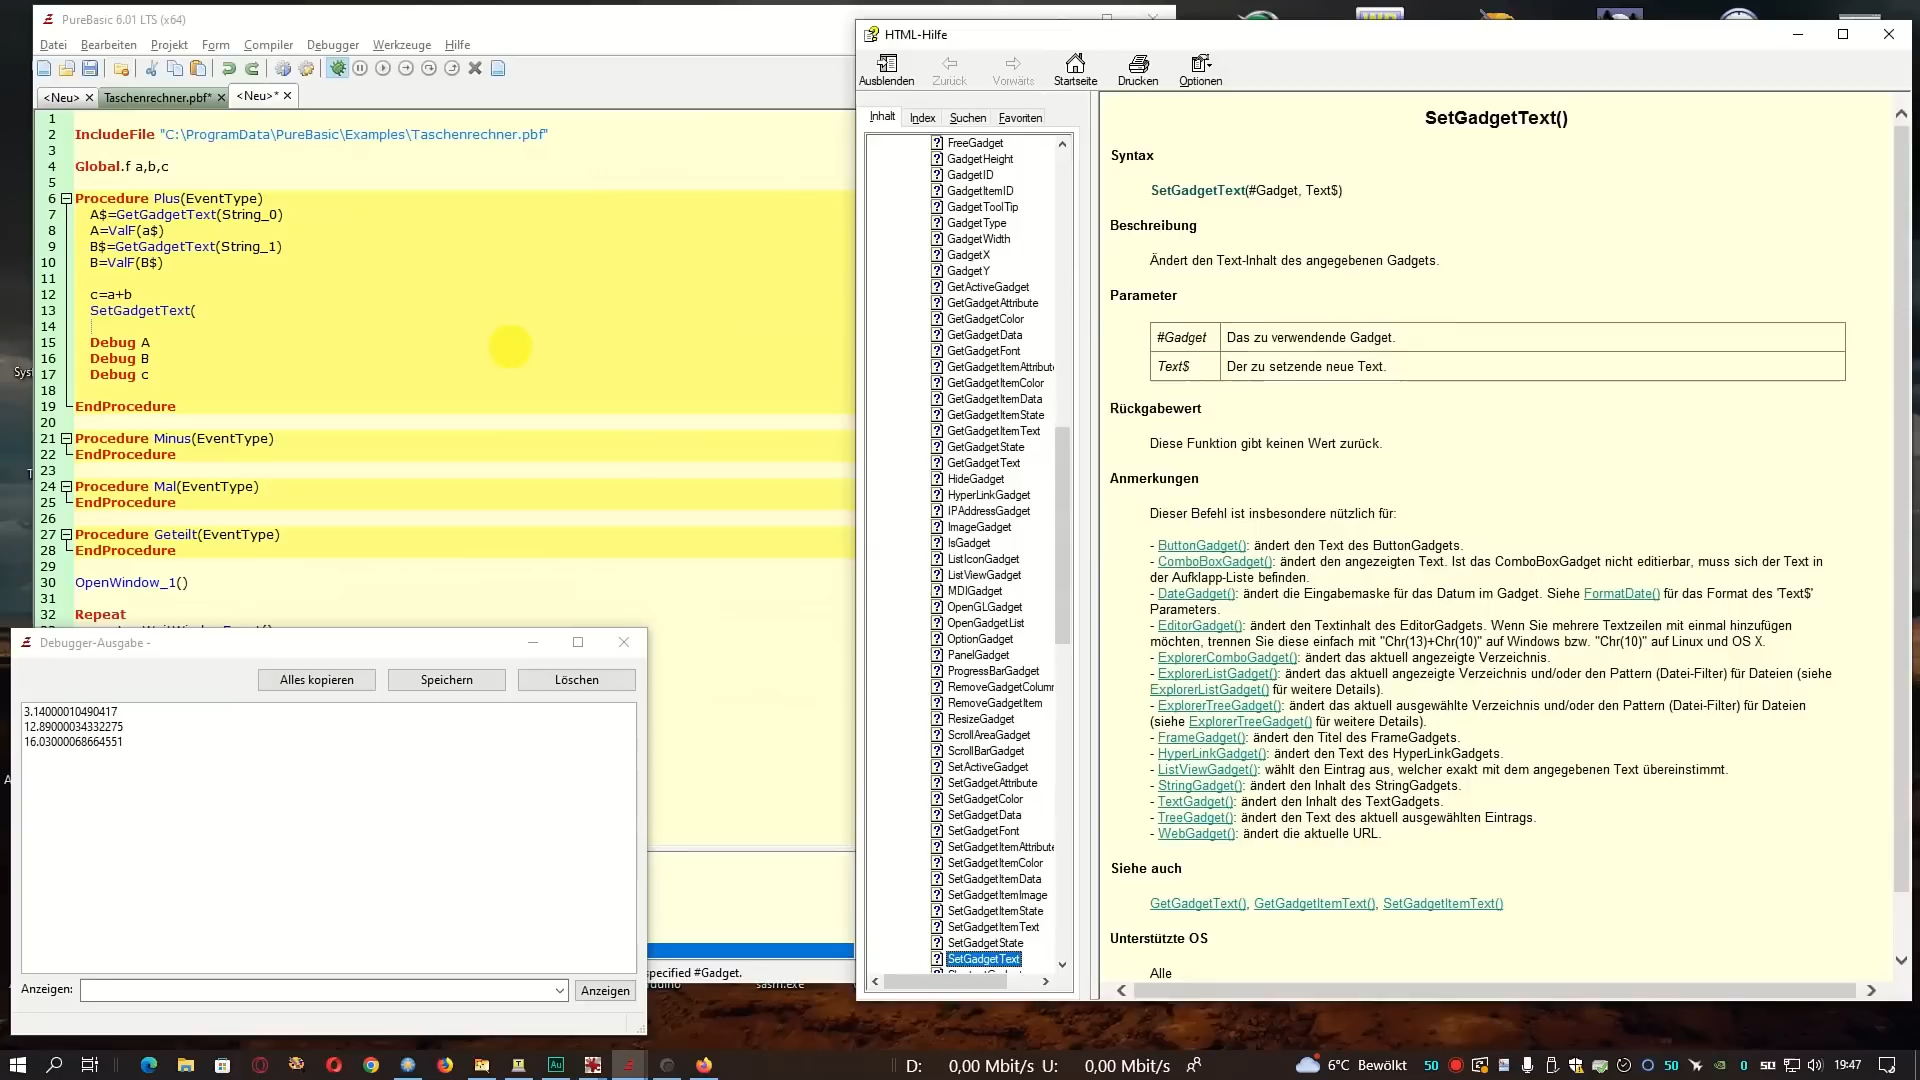 PureBasic 6.01 LTS (x64)
Datei Bearbeiten Projekt Form Compiler Debugger Werkzeuge Hilfe
<Neu> Taschenrechner.pbf* <Neu>*
1
2 IncludeFile "C:\ProgramData\PureBasic\Examples\Taschenrechner.pbf"
3
4 Global.f a,b,c
5
6 Procedure Plus(EventType)
7 A$=GetGadgetText(String_0)
8 A=ValF(a$)
9 B$=GetGadgetText(String_1)
10 B=ValF(B$)
11
12 c=a+b
13 SetGadgetText(
14
15 Debug A
16 Debug B
17 Debug c
18
19 EndProcedure
20
21 Procedure Minus(EventType)
22 EndProcedure
23
24 Procedure Mal(EventType)
25 EndProcedure
26
27 Procedure Geteilt(EventType)
28 EndProcedure
29
30 OpenWindow_1()
31
32 Repeat
Debugger-Ausgabe -
Alles kopieren Speichern Löschen
3.14000010490417
12.89000034332275
16.03000068664551
Anzeigen: Anzeigen
specified #Gadget.
sasm.exe
HTML-Hilfe
Ausblenden Zurück Vorwärts Startseite Drucken Optionen
Inhalt Index Suchen Favoriten
FreeGadget
GadgetHeight
GadgetID
GadgetItemID
GadgetToolTip
GadgetType
GadgetWidth
GadgetX
GadgetY
GetActiveGadget
GetGadgetAttribute
GetGadgetColor
GetGadgetData
GetGadgetFont
GetGadgetItemAttribut
GetGadgetItemColor
GetGadgetItemData
GetGadgetItemState
GetGadgetItemText
GetGadgetState
GetGadgetText
HideGadget
HyperLinkGadget
IPAddressGadget
ImageGadget
IsGadget
ListIconGadget
ListViewGadget
MDIGadget
OpenGLGadget
OpenGadgetList
OptionGadget
PanelGadget
ProgressBarGadget
RemoveGadgetColumn
RemoveGadgetItem
ResizeGadget
ScrollAreaGadget
ScrollBarGadget
SetActiveGadget
SetGadgetAttribute
SetGadgetColor
SetGadgetData
SetGadgetFont
SetGadgetItemAttribute
SetGadgetItemColor
SetGadgetItemData
SetGadgetItemImage
SetGadgetItemState
SetGadgetItemText
SetGadgetState
SetGadgetText
SetGadgetText()
Syntax
SetGadgetText(#Gadget, Text$)
Beschreibung
Ändert den Text-Inhalt des angegebenen Gadgets.
Parameter
#Gadget Das zu verwendende Gadget.
Text$ Der zu setzende neue Text.
Rückgabewert
Diese Funktion gibt keinen Wert zurück.
Anmerkungen
Dieser Befehl ist insbesondere nützlich für:
- ButtonGadget(): ändert den Text des ButtonGadgets.
- ComboBoxGadget(): ändert den angezeigten Text. Ist das ComboBoxGadget nicht editierbar, muss sich der Text in
der Aufklapp-Liste befinden.
- DateGadget(): ändert die Eingabemaske für das Datum im Gadget. Siehe FormatDate() für das Format des 'Text$'
Parameters.
- EditorGadget(): ändert den Textinhalt des EditorGadgets. Wenn Sie mehrere Textzeilen mit einmal hinzufügen
möchten, trennen Sie diese einfach mit "Chr(13)+Chr(10)" auf Windows bzw. "Chr(10)" auf Linux und OS X.
- ExplorerComboGadget(): ändert das aktuell angezeigte Verzeichnis.
- ExplorerListGadget(): ändert das aktuell angezeigte Verzeichnis und/oder den Pattern (Datei-Filter) für Dateien (siehe
ExplorerListGadget() für weitere Details).
- ExplorerTreeGadget(): ändert das aktuell ausgewählte Verzeichnis und/oder den Pattern (Datei-Filter) für Dateien
(siehe ExplorerTreeGadget() für weitere Details).
- FrameGadget(): ändert den Titel des FrameGadgets.
- HyperLinkGadget(): ändert den Text des HyperLinkGadgets.
- ListViewGadget(): wählt den Eintrag aus, welcher exakt mit dem angegebenen Text übereinstimmt.
- StringGadget(): ändert den Inhalt des StringGadgets.
- TextGadget(): ändert den Inhalt des TextGadgets.
- TreeGadget(): ändert den Text des aktuell ausgewählten Eintrags.
- WebGadget(): ändert die aktuelle URL.
Siehe auch
GetGadgetText(), GetGadgetItemText(), SetGadgetItemText()
Unterstützte OS
Alle
D: 0,00 Mbit/s U: 0,00 Mbit/s
6°C Bewölkt 50 50 0 19:47